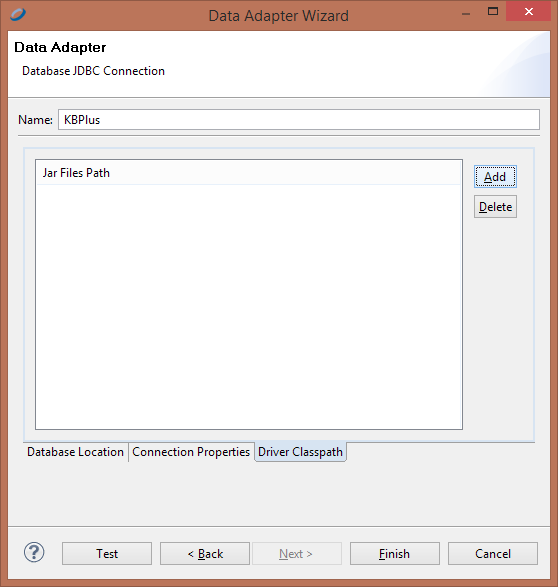 Data Adapter Wizard
Data Adapter
Database JDBC Connection
Name: KBPlus
Jar Files Path
Add
Delete
Database Location Connection Properties Driver Classpath
? Test < Back Next > Finish Cancel